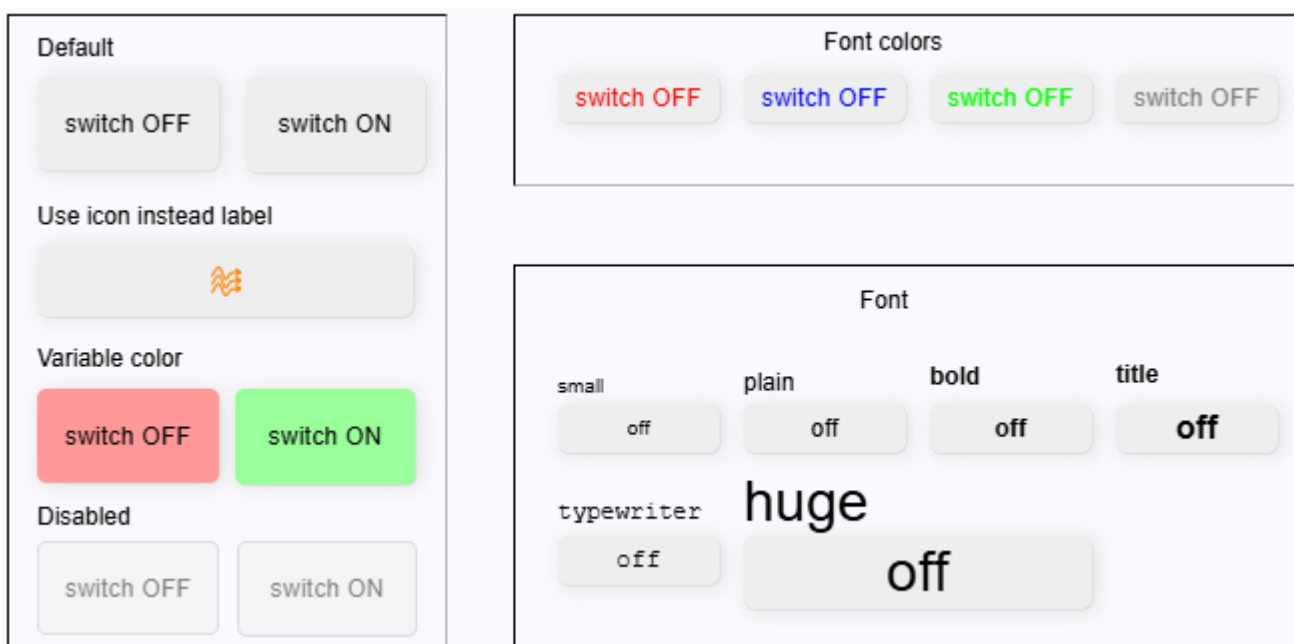 Default
switch OFF switch ON
Use icon instead label
Variable color
switch OFF switch ON
Disabled
switch OFF switch ON
Font colors
switch OFF switch OFF switch OFF switch OFF
Font
small plain bold title
off off off off
typewriter huge
off off